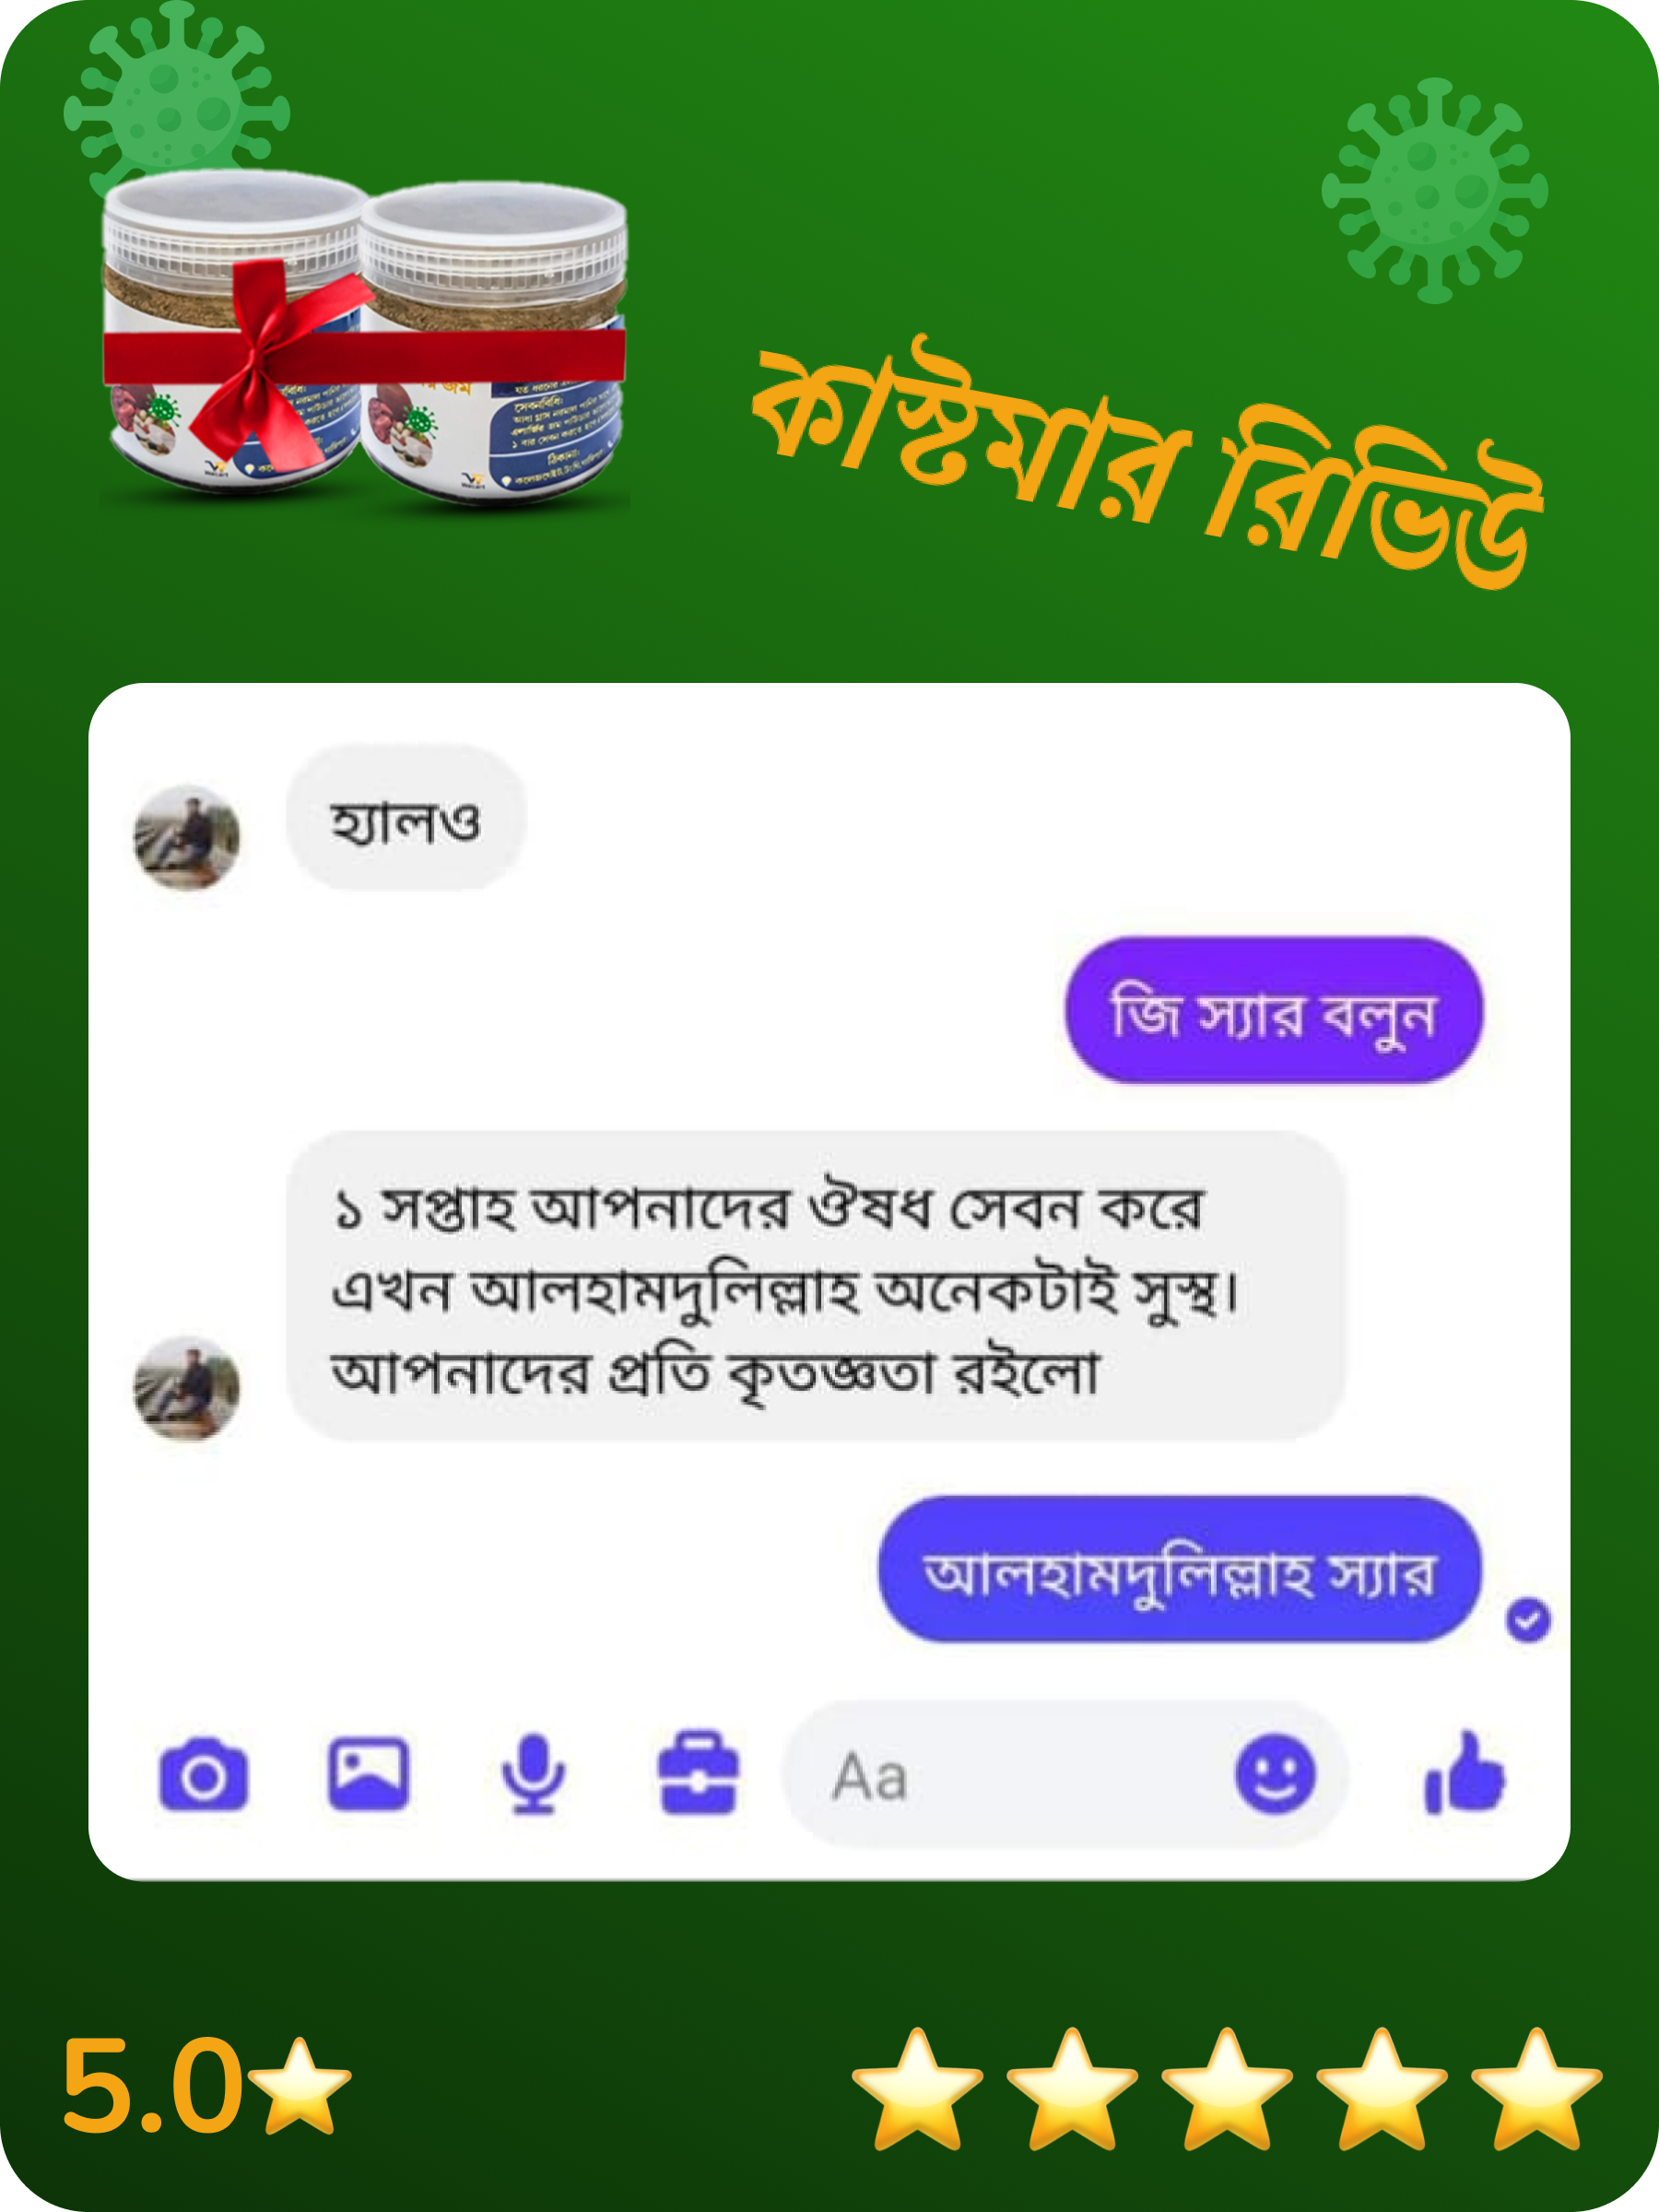 কাস্টমার রিভিউ
হ্যালও
জি স্যার বলুন
১ সপ্তাহ আপনাদের ঔষধ সেবন করে
এখন আলহামদুলিল্লাহ অনেকটাই সুস্থ।
আপনাদের প্রতি কৃতজ্ঞতা রইলো
আলহামদুলিল্লাহ স্যার
Aa
5.0